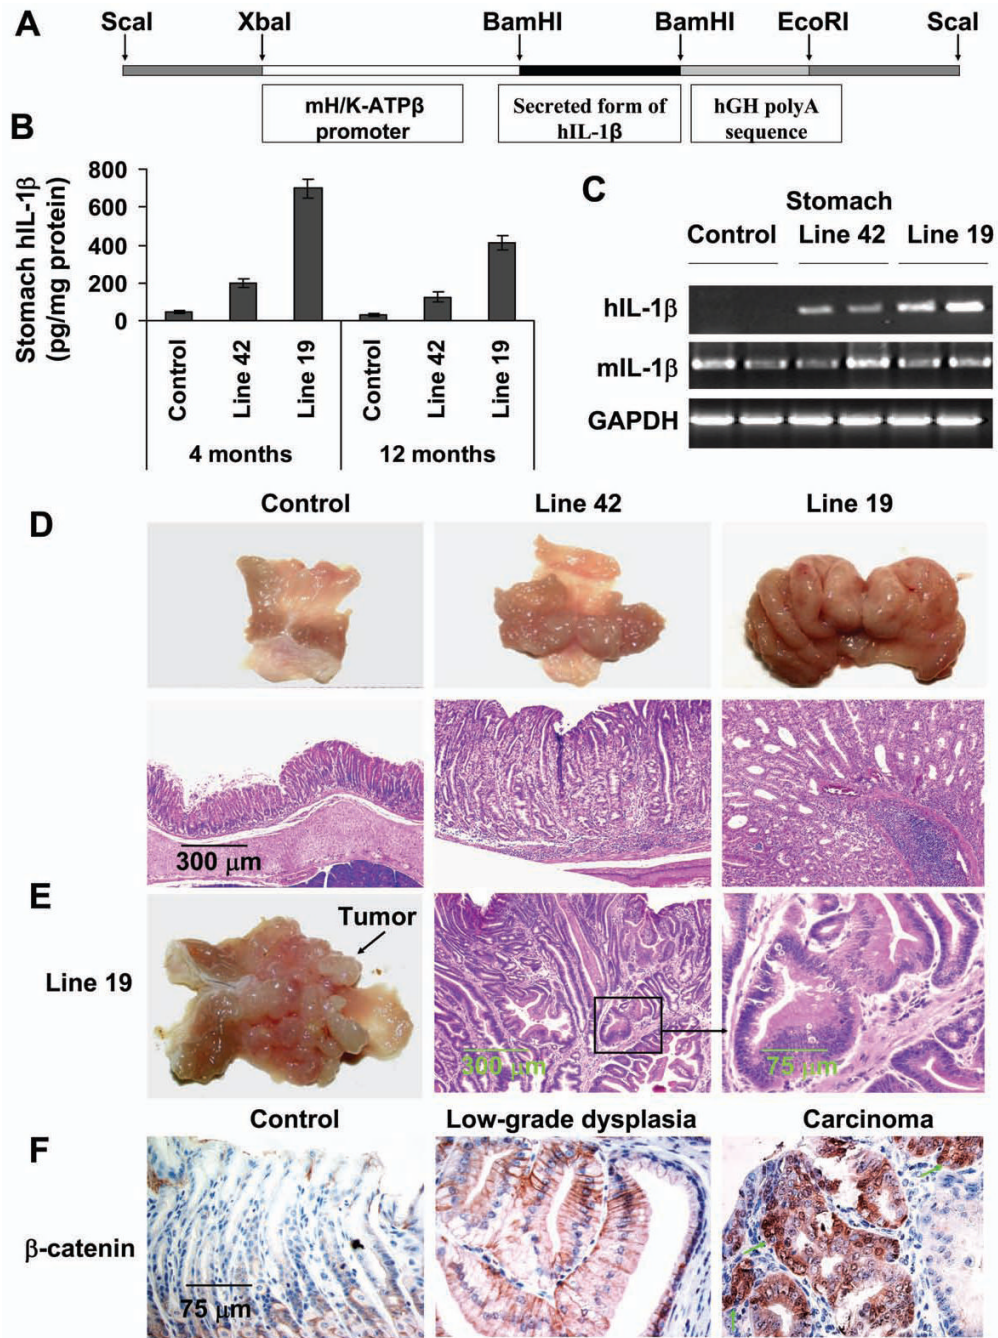 A
ScaI XbaI BamHI BamHI EcoRI ScaI
mH/K-ATPβ
promoter
Secreted form of
hIL-1β
hGH polyA
sequence
B
Stomach hIL-1β
(pg/mg protein)
800
600
400
200
0
Control Line 42 Line 19 Control Line 42 Line 19
4 months 12 months
C
Stomach
Control Line 42 Line 19
hIL-1β
mIL-1β
GAPDH
D
Control Line 42 Line 19
300 μm
E
Line 19
Tumor
300 μm
75 μm
F
Control Low-grade dysplasia Carcinoma
β-catenin
75 μm